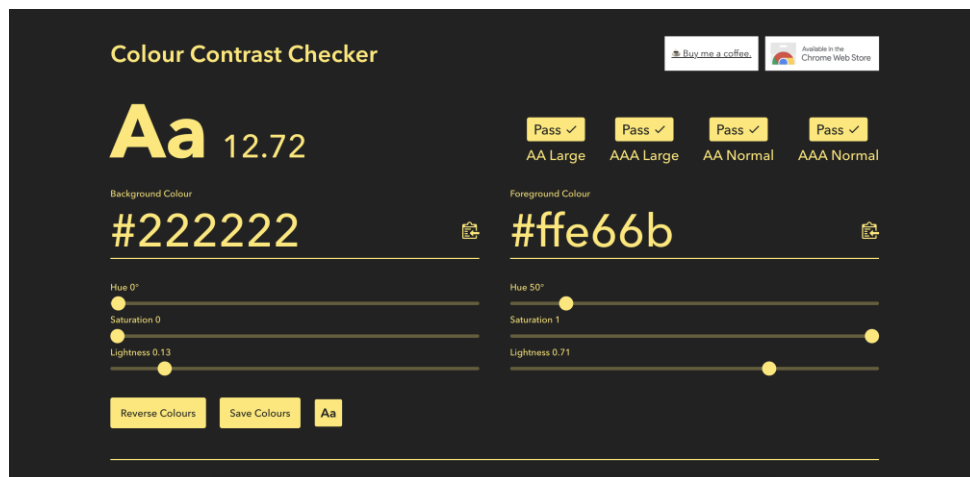 Colour Contrast Checker
Buy me a coffee.
Available in the
Chrome Web Store
Aa 12.72
Pass ✓ Pass ✓ Pass ✓ Pass ✓
AA Large AAA Large AA Normal AAA Normal
Background Colour
#222222
Hue 0°
Saturation 0
Lightness 0.13
Foreground Colour
#ffe66b
Hue 50°
Saturation 1
Lightness 0.71
Reverse Colours Save Colours Aa